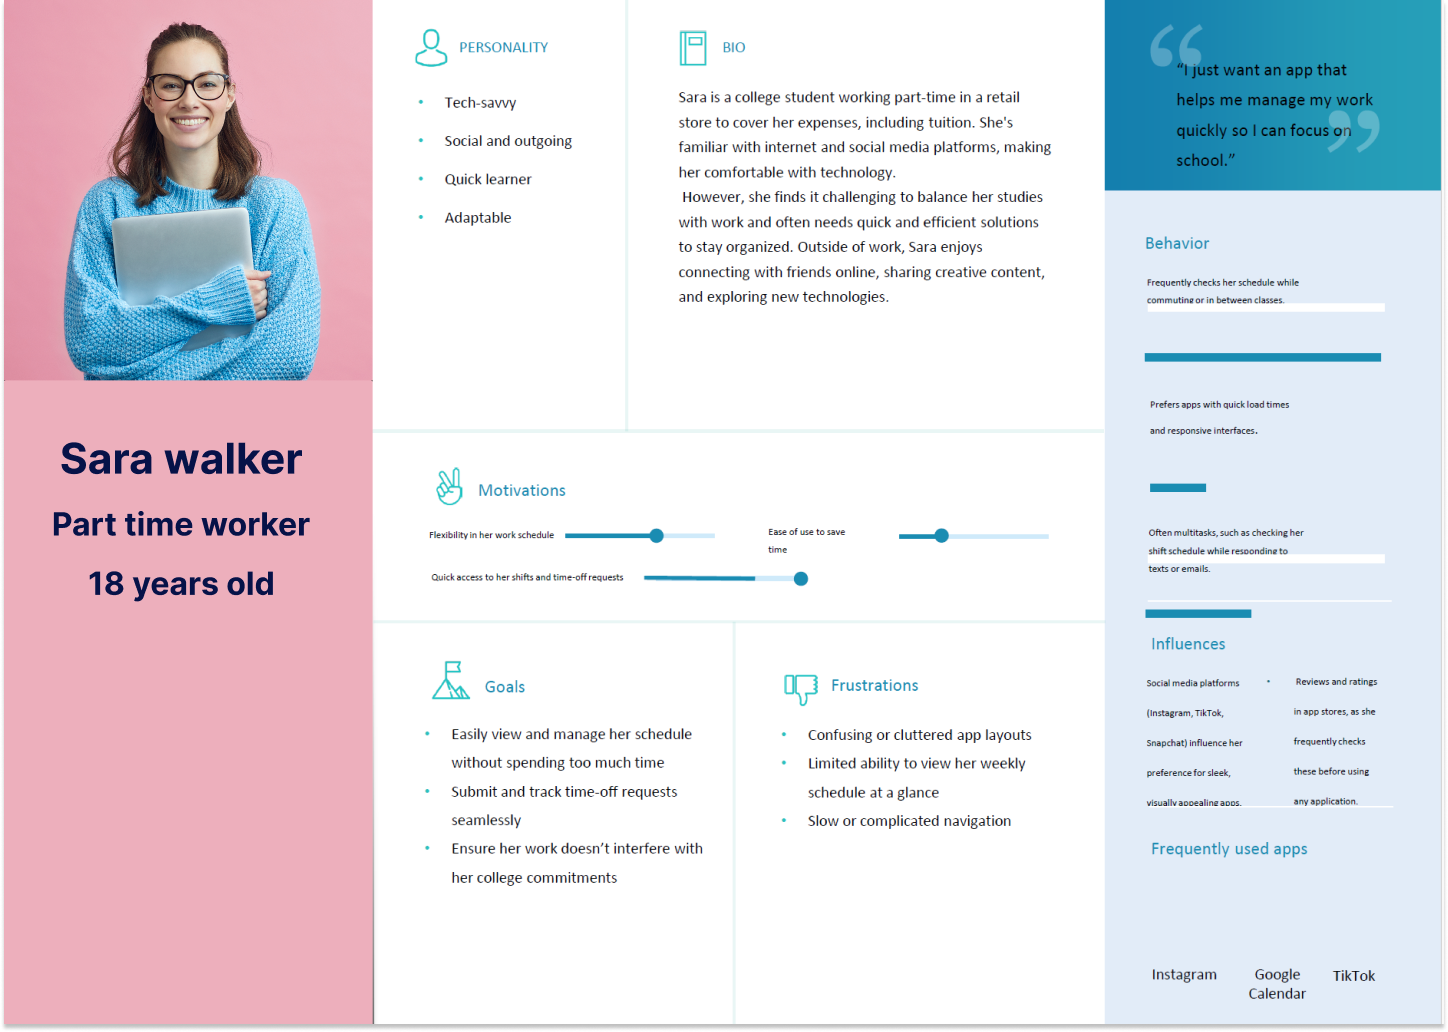 Sara walker
Part time worker
18 years old
PERSONALITY
• Tech-savvy
• Social and outgoing
• Quick learner
• Adaptable
BIO
Sara is a college student working part-time in a retail
store to cover her expenses, including tuition. She's
familiar with internet and social media platforms, making
her comfortable with technology.
However, she finds it challenging to balance her studies
with work and often needs quick and efficient solutions
to stay organized. Outside of work, Sara enjoys
connecting with friends online, sharing creative content,
and exploring new technologies.
Motivations
Flexibility in her work schedule
Ease of use to save
time
Quick access to her shifts and time-off requests
Goals
• Easily view and manage her schedule
without spending too much time
• Submit and track time-off requests
seamlessly
• Ensure her work doesn’t interfere with
her college commitments
Frustrations
• Confusing or cluttered app layouts
• Limited ability to view her weekly
schedule at a glance
• Slow or complicated navigation
“I just want an app that
helps me manage my work
quickly so I can focus on
school.”
Behavior
Frequently checks her schedule while
commuting or in between classes.
Prefers apps with quick load times
and responsive interfaces.
Often multitasks, such as checking her
shift schedule while responding to
texts or emails.
Influences
Social media platforms
(Instagram, TikTok,
Snapchat) influence her
preference for sleek,
visually appealing apps.
• Reviews and ratings
in app stores, as she
frequently checks
these before using
any application.
Frequently used apps
Instagram
Google
Calendar
TikTok